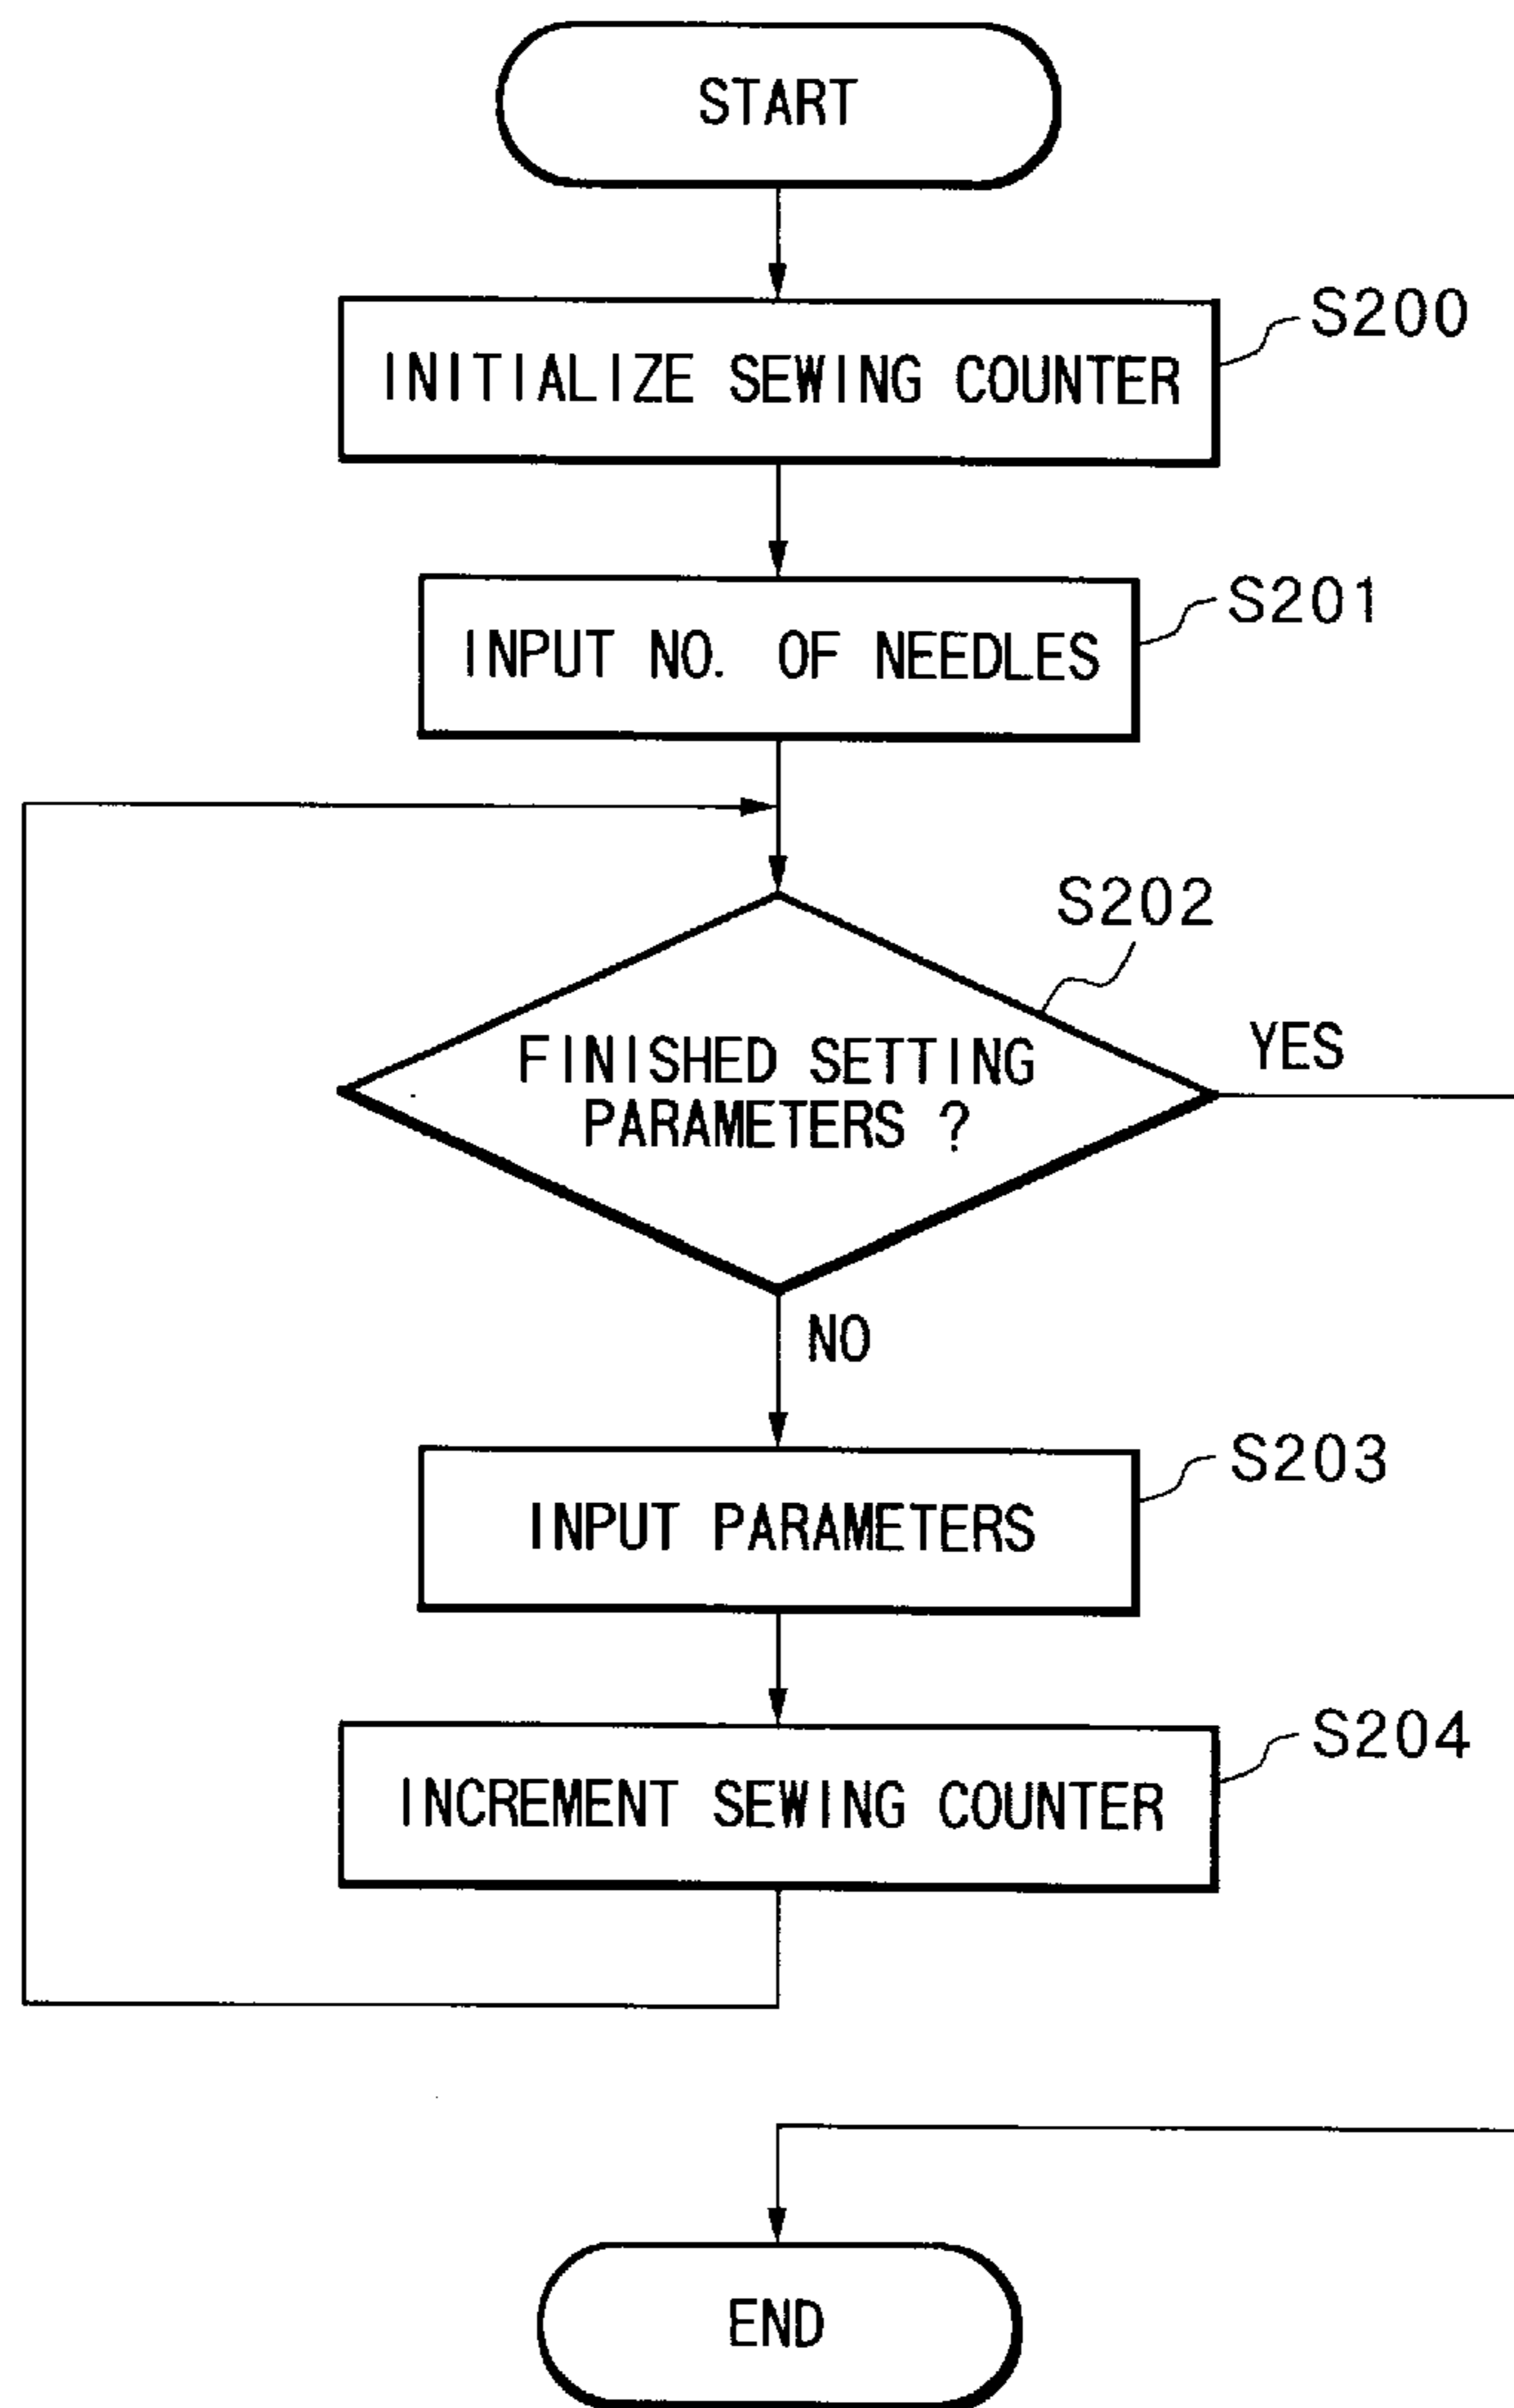 START
INITIALIZE SEWING COUNTER
S200
INPUT NO. OF NEEDLES
S201
S202
FINISHED SETTING
PARAMETERS ?
YES
NO
INPUT PARAMETERS
S203
INCREMENT SEWING COUNTER
S204
END